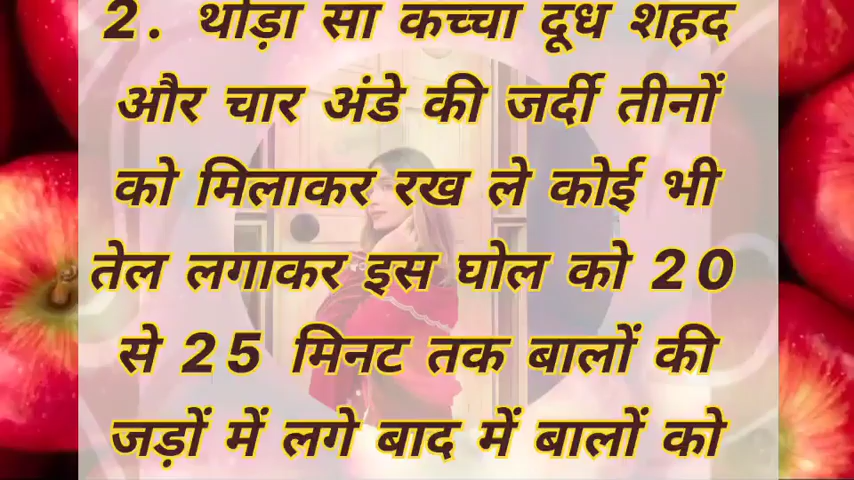 2. थोड़ा सा कच्चा दूध शहद
और चार अंडे की जर्दी तीनों
को मिलाकर रख ले कोई भी
तेल लगाकर इस घोल को 20
से 25 मिनट तक बालों की
जड़ों में लगे बाद में बालों को